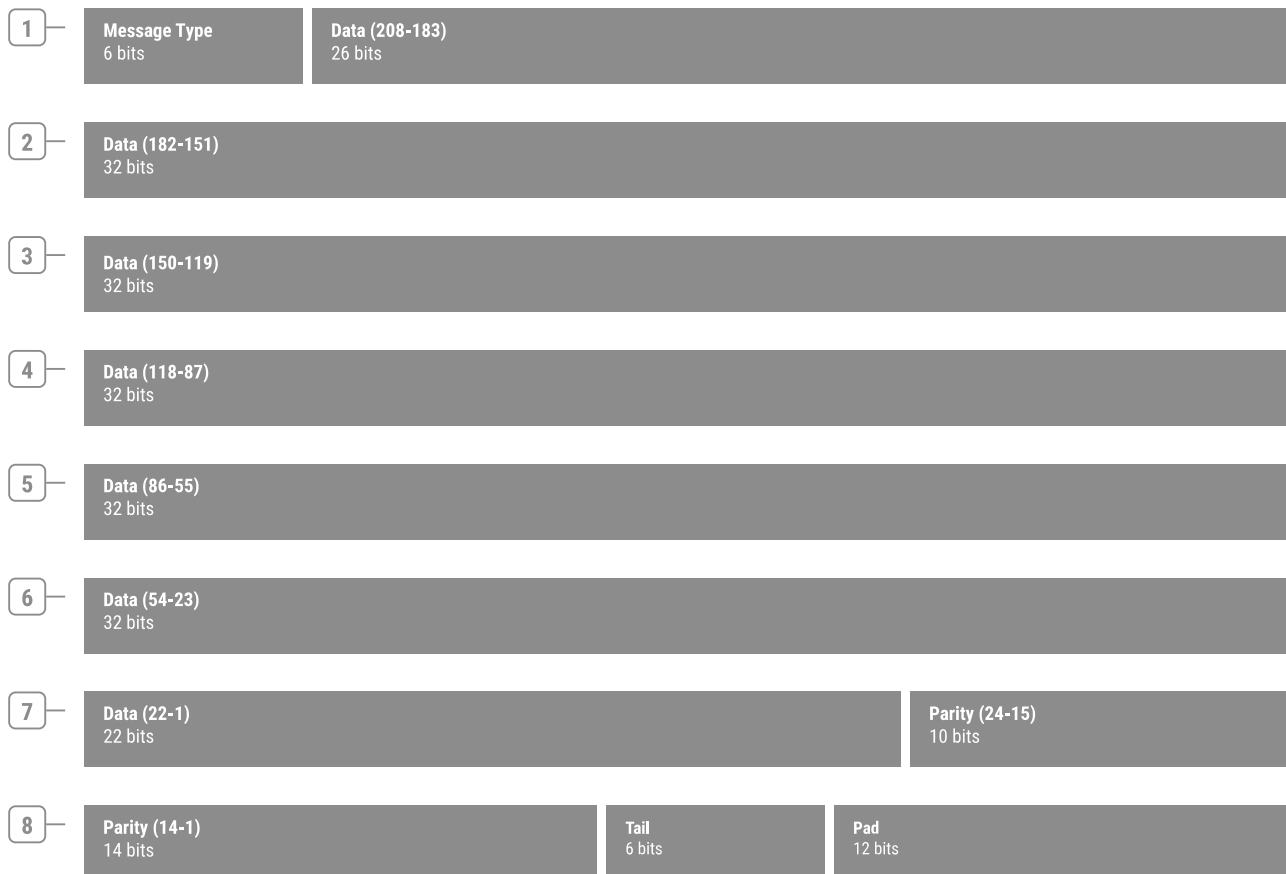 1
Message Type
6 bits
Data (208-183)
26 bits
2
Data (182-151)
32 bits
3
Data (150-119)
32 bits
4
Data (118-87)
32 bits
5
Data (86-55)
32 bits
6
Data (54-23)
32 bits
7
Data (22-1)
22 bits
Parity (24-15)
10 bits
8
Parity (14-1)
14 bits
Tail
6 bits
Pad
12 bits